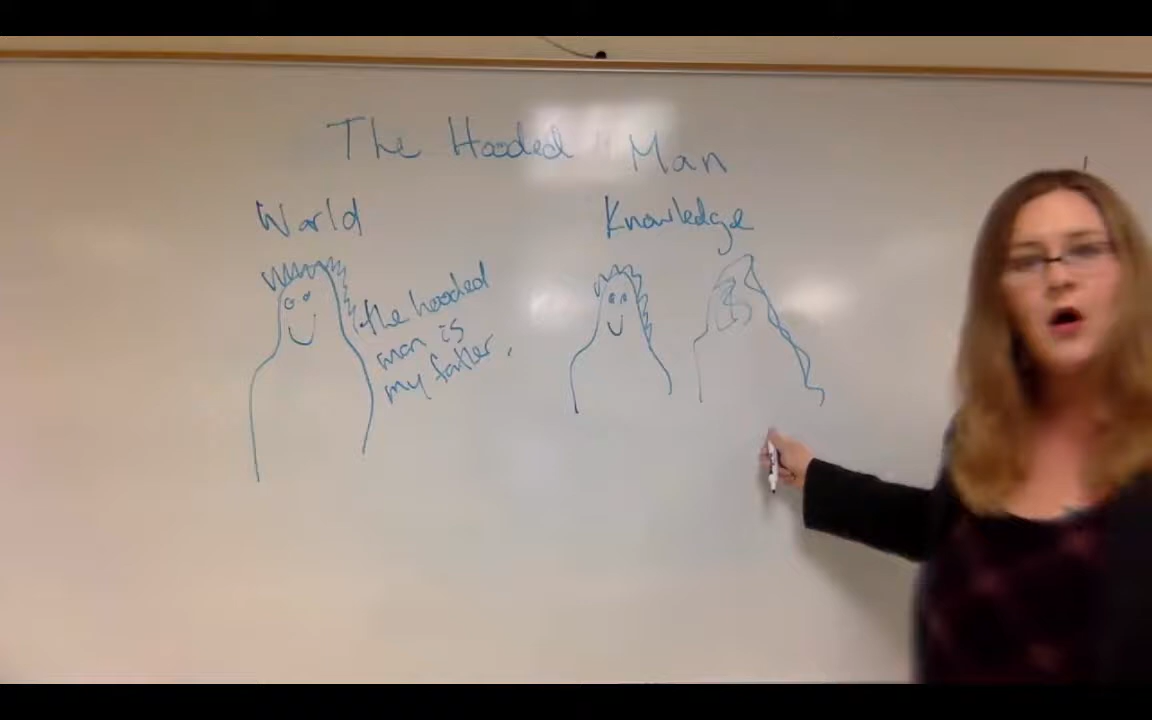 The Hooded Man
World
Knowledge
the hooded
man is
my father.